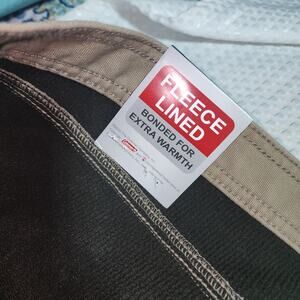 FLEECE
LINED
BONDED FOR
EXTRA WARMTH